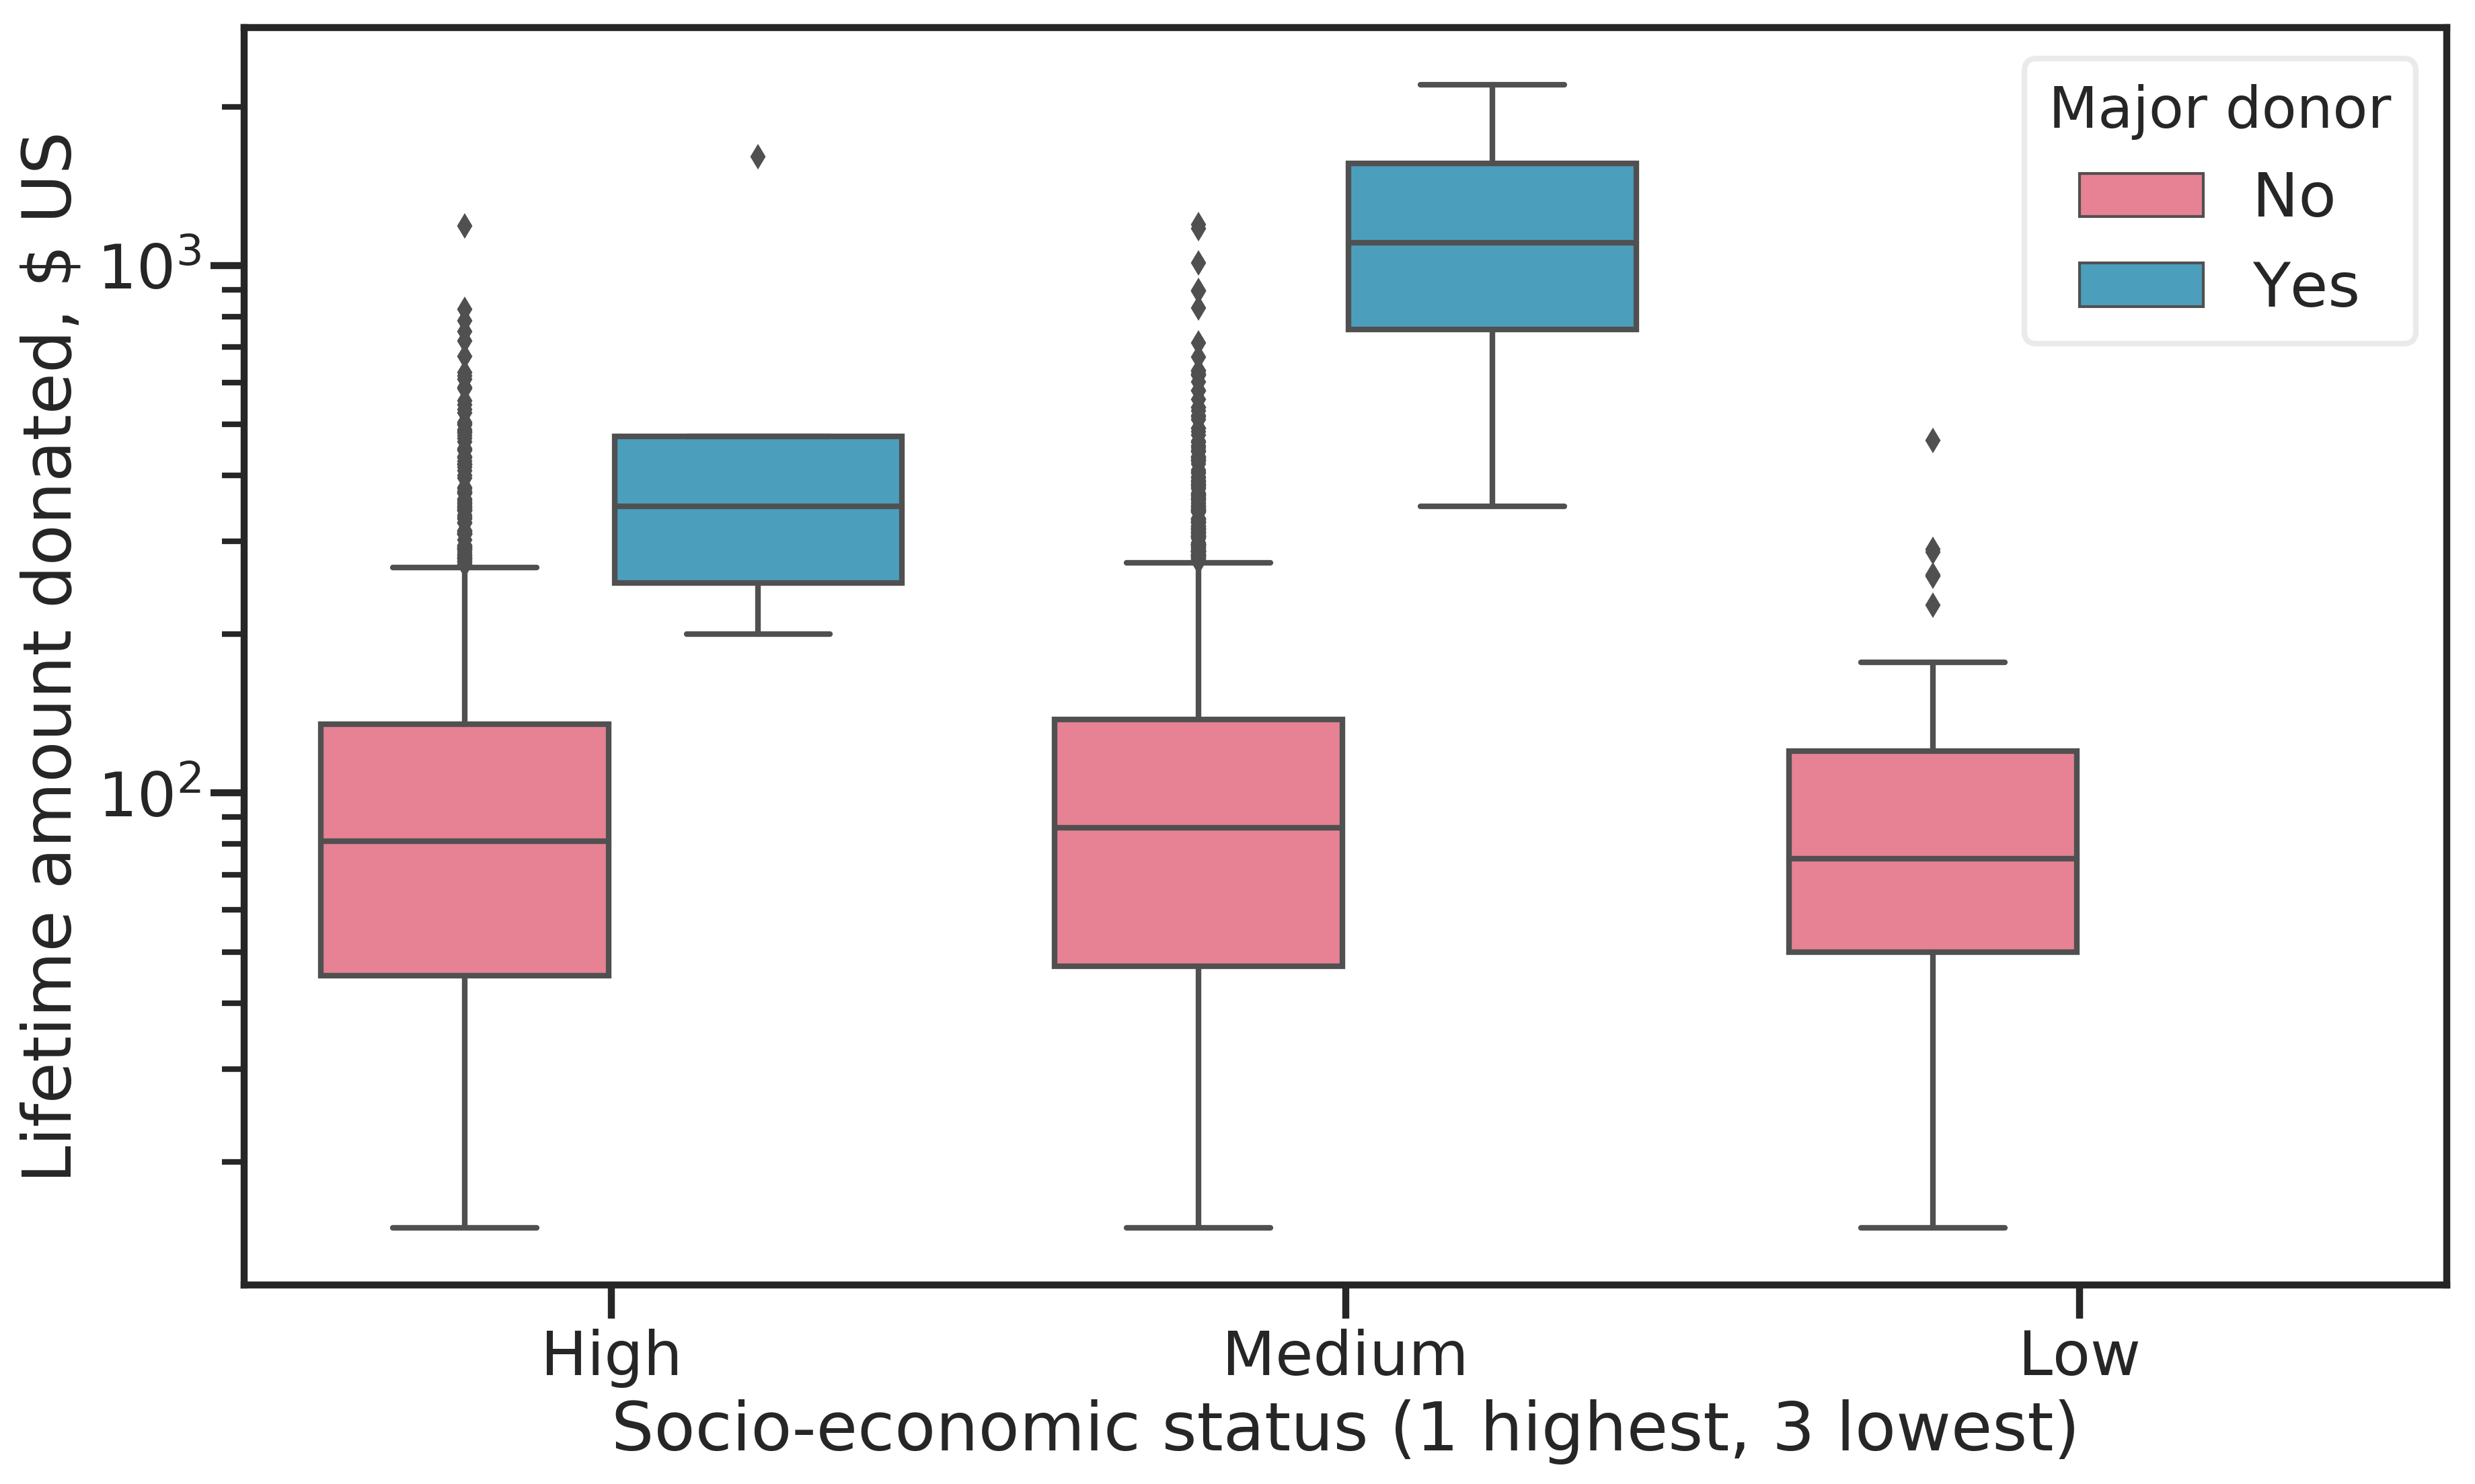 Lifetime amount donated, $ US
10³
10²
Major donor
No
Yes
High
Medium
Low
Socio-economic status (1 highest, 3 lowest)